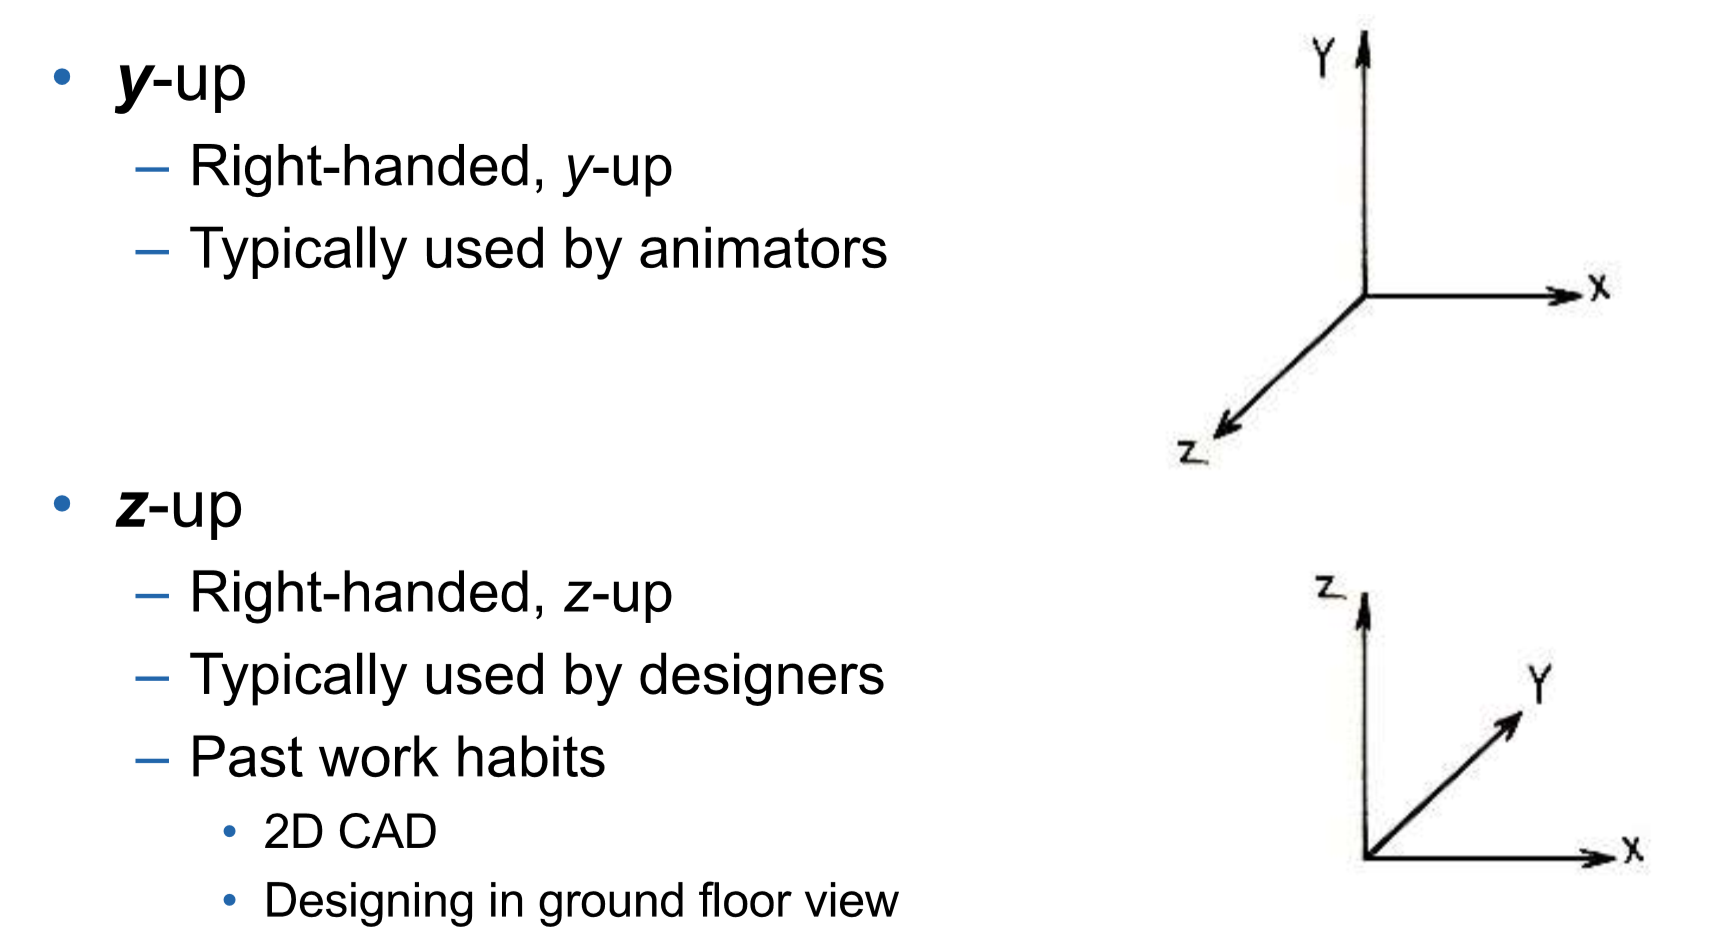 • y-up
– Right-handed, y-up
– Typically used by animators
Y
X
Z
• z-up
– Right-handed, z-up
– Typically used by designers
– Past work habits
• 2D CAD
• Designing in ground floor view
Z
Y
X